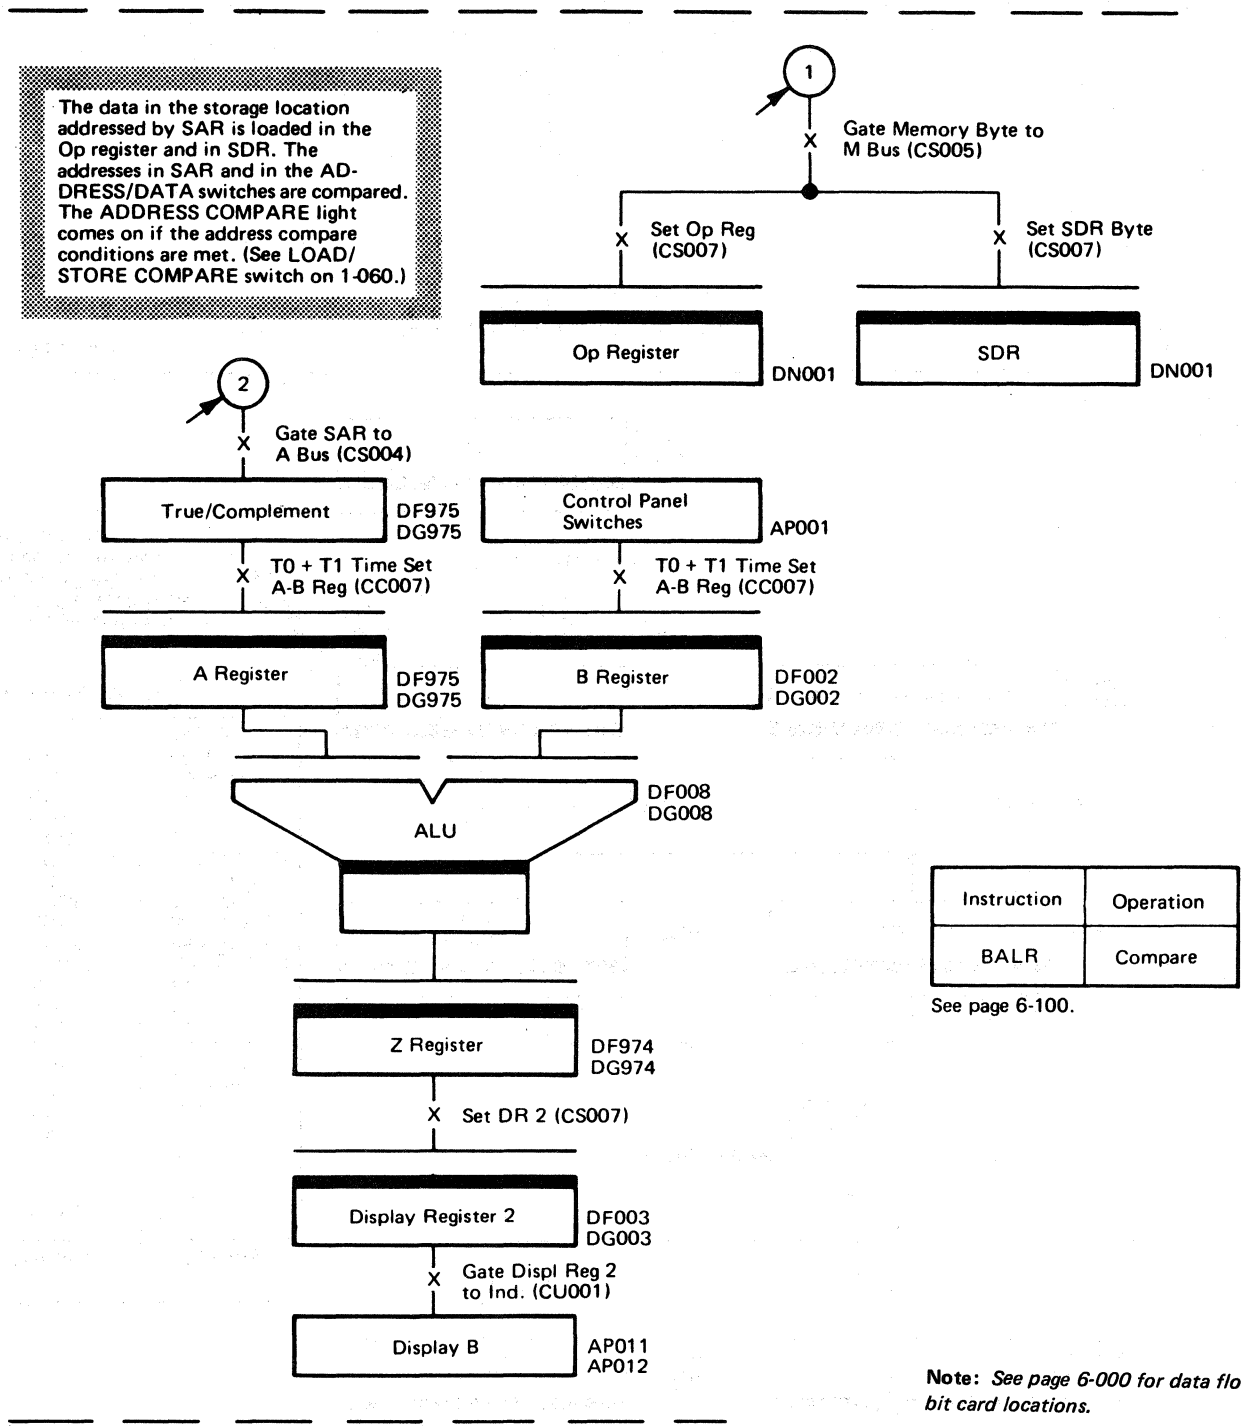 The data in the storage location
addressed by SAR is loaded in the
Op register and in SDR. The
addresses in SAR and in the AD-
DRESS/DATA switches are compared.
The ADDRESS COMPARE light
comes on if the address compare
conditions are met. (See LOAD/
STORE COMPARE switch on 1-060.)
1
X
Gate Memory Byte to
M Bus (CS005)
X
Set Op Reg
(CS007)
X
Set SDR Byte
(CS007)
Op Register
DN001
SDR
DN001
2
X
Gate SAR to
A Bus (CS004)
True/Complement
DF975
DG975
Control Panel
Switches
AP001
X
T0 + T1 Time Set
A-B Reg (CC007)
X
T0 + T1 Time Set
A-B Reg (CC007)
A Register
DF975
DG975
B Register
DF002
DG002
ALU
DF008
DG008
Instruction
Operation
BALR
Compare
See page 6-100.
Z Register
DF974
DG974
X
Set DR 2 (CS007)
Display Register 2
DF003
DG003
X
Gate Displ Reg 2
to Ind. (CU001)
Display B
AP011
AP012
Note: See page 6-000 for data flo
bit card locations.